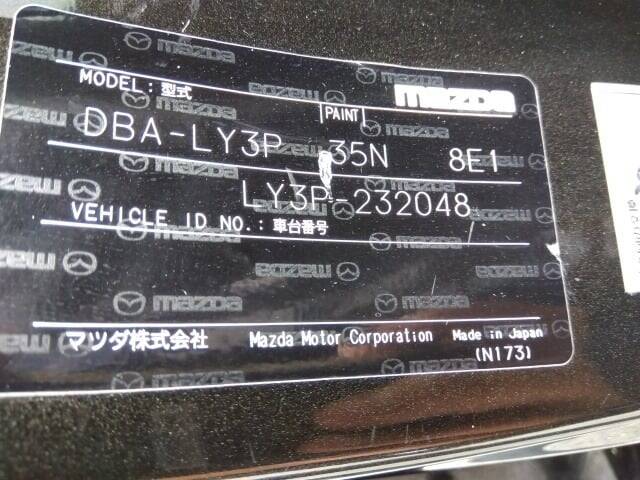 mazda
MODEL: 型式
PAINT
DBA-LY3P 35N 8E1
LY3P-232048
VEHICLE ID NO.: 車台番号
マツダ株式会社 Mazda Motor Corporation Made in Japan
(N173)